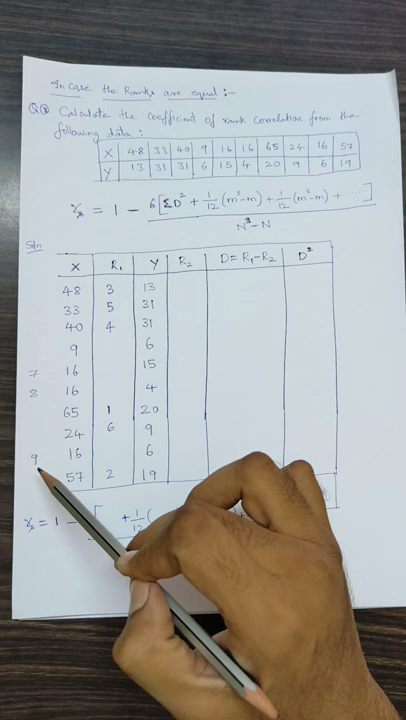 In case the Ranks are equal :-
Q② Calculate the coefficient of rank correlation from the
following data :
X 48 33 40 9 16 16 65 24 16 57
Y 13 31 31 6 15 4 20 9 6 19
r_s = 1 - 6[ΣD² + 1/12 (m³-m) + 1/12 (m³-m) + ....] / N³-N
Soln
X R₁ Y R₂ D = R₁-R₂ D²
48 3 13
33 5 31
40 4 31
9 6
7 16 15
8 16 4
65 1 20
24 6 9
9 16 6
57 2 19
r_s = 1 - [ + 1/12 (